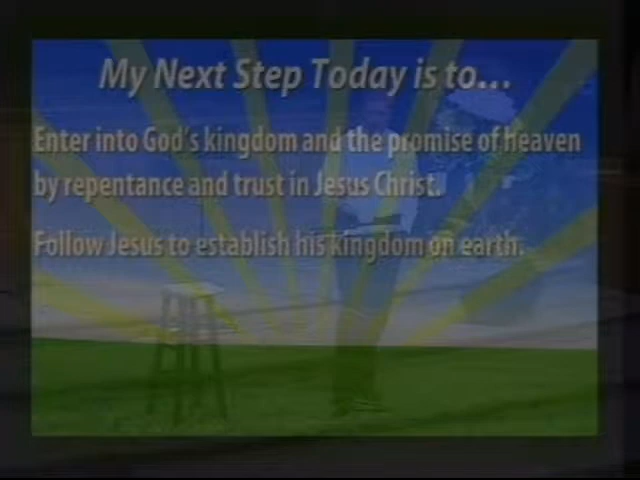 My Next Step Today is to...
Enter into God's kingdom and the promise of Heaven
by repentance and trust in Jesus Christ.
Follow Jesus to establish his kingdom on earth.